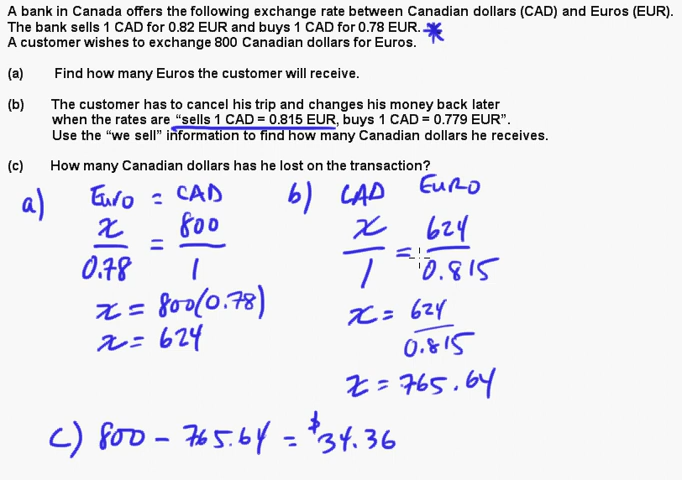 A bank in Canada offers the following exchange rate between Canadian dollars (CAD) and Euros (EUR).
The bank sells 1 CAD for 0.82 EUR and buys 1 CAD for 0.78 EUR. *
A customer wishes to exchange 800 Canadian dollars for Euros.
(a) Find how many Euros the customer will receive.
(b) The customer has to cancel his trip and changes his money back later
when the rates are “sells 1 CAD = 0.815 EUR, buys 1 CAD = 0.779 EUR”.
Use the “we sell” information to find how many Canadian dollars he receives.
(c) How many Canadian dollars has he lost on the transaction?
a) Euro = CAD
x/0.78 = 800/1
x = 800(0.78)
x = 624
b) CAD EURO
x/1 = 624/0.815
x = 624/0.815
x = 765.64
c) 800 - 765.64 = $34.36